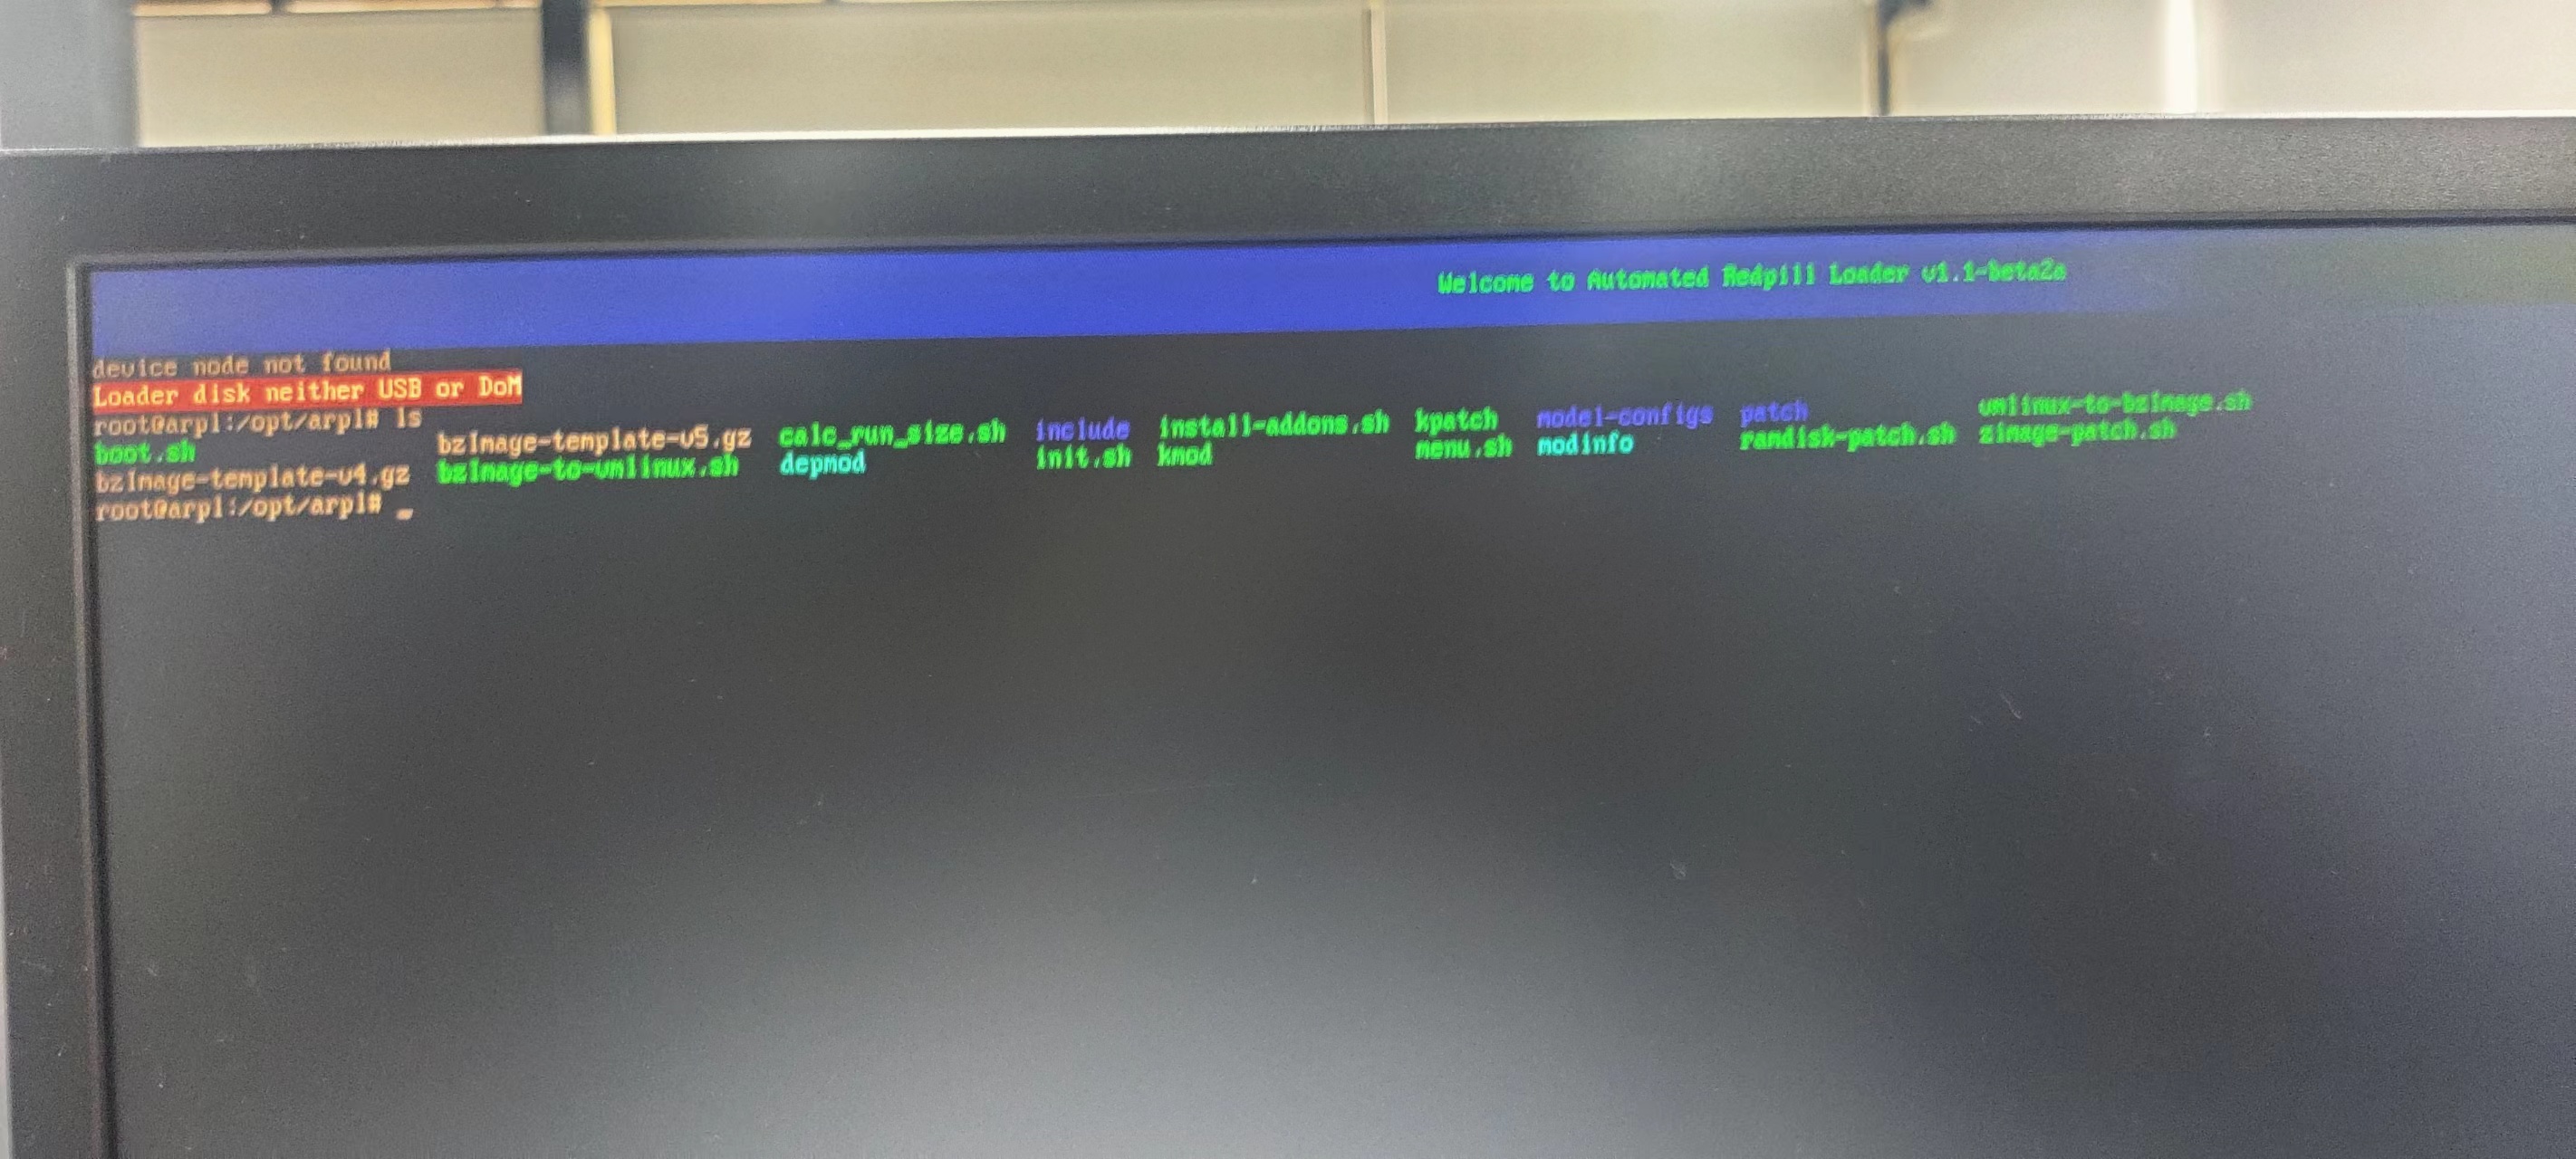 Welcome to Automated Redpill Loader v1.1-beta2a
device node not found
Loader disk neither USB or DoM
root@arpl:/opt/arpl# ls
boot.sh bzImage-template-v5.gz calc_run_size.sh include install-addons.sh kpatch model-configs patch vmlinux-to-bzImage.sh
bzImage-template-v4.gz bzImage-to-vmlinux.sh depmod init.sh kmod menu.sh modinfo ramdisk-patch.sh zimage-patch.sh
root@arpl:/opt/arpl# _